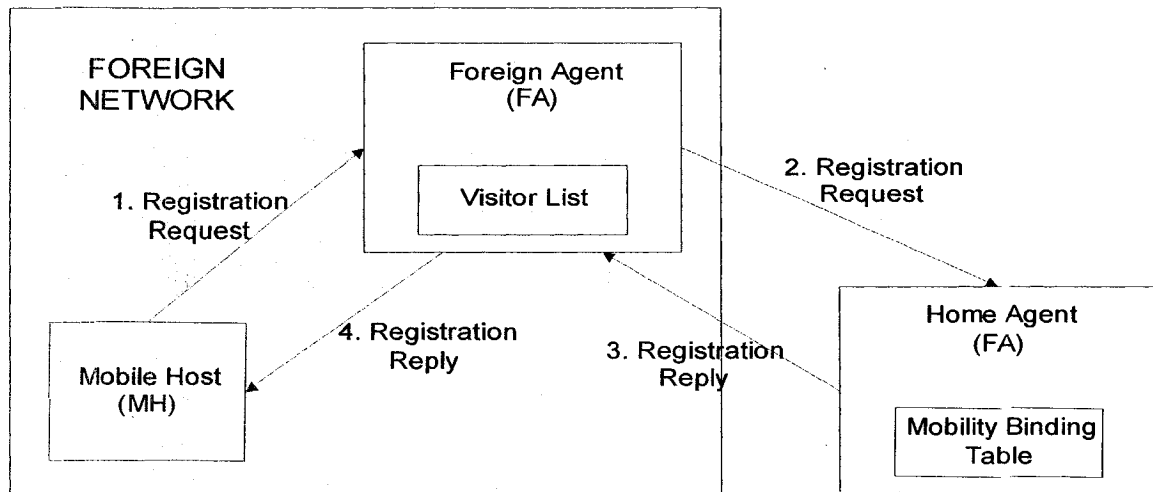 FOREIGN
NETWORK
Foreign Agent
(FA)
Visitor List
1. Registration
Request
2. Registration
Request
Mobile Host
(MH)
4. Registration
Reply
3. Registration
Reply
Home Agent
(FA)
Mobility Binding
Table